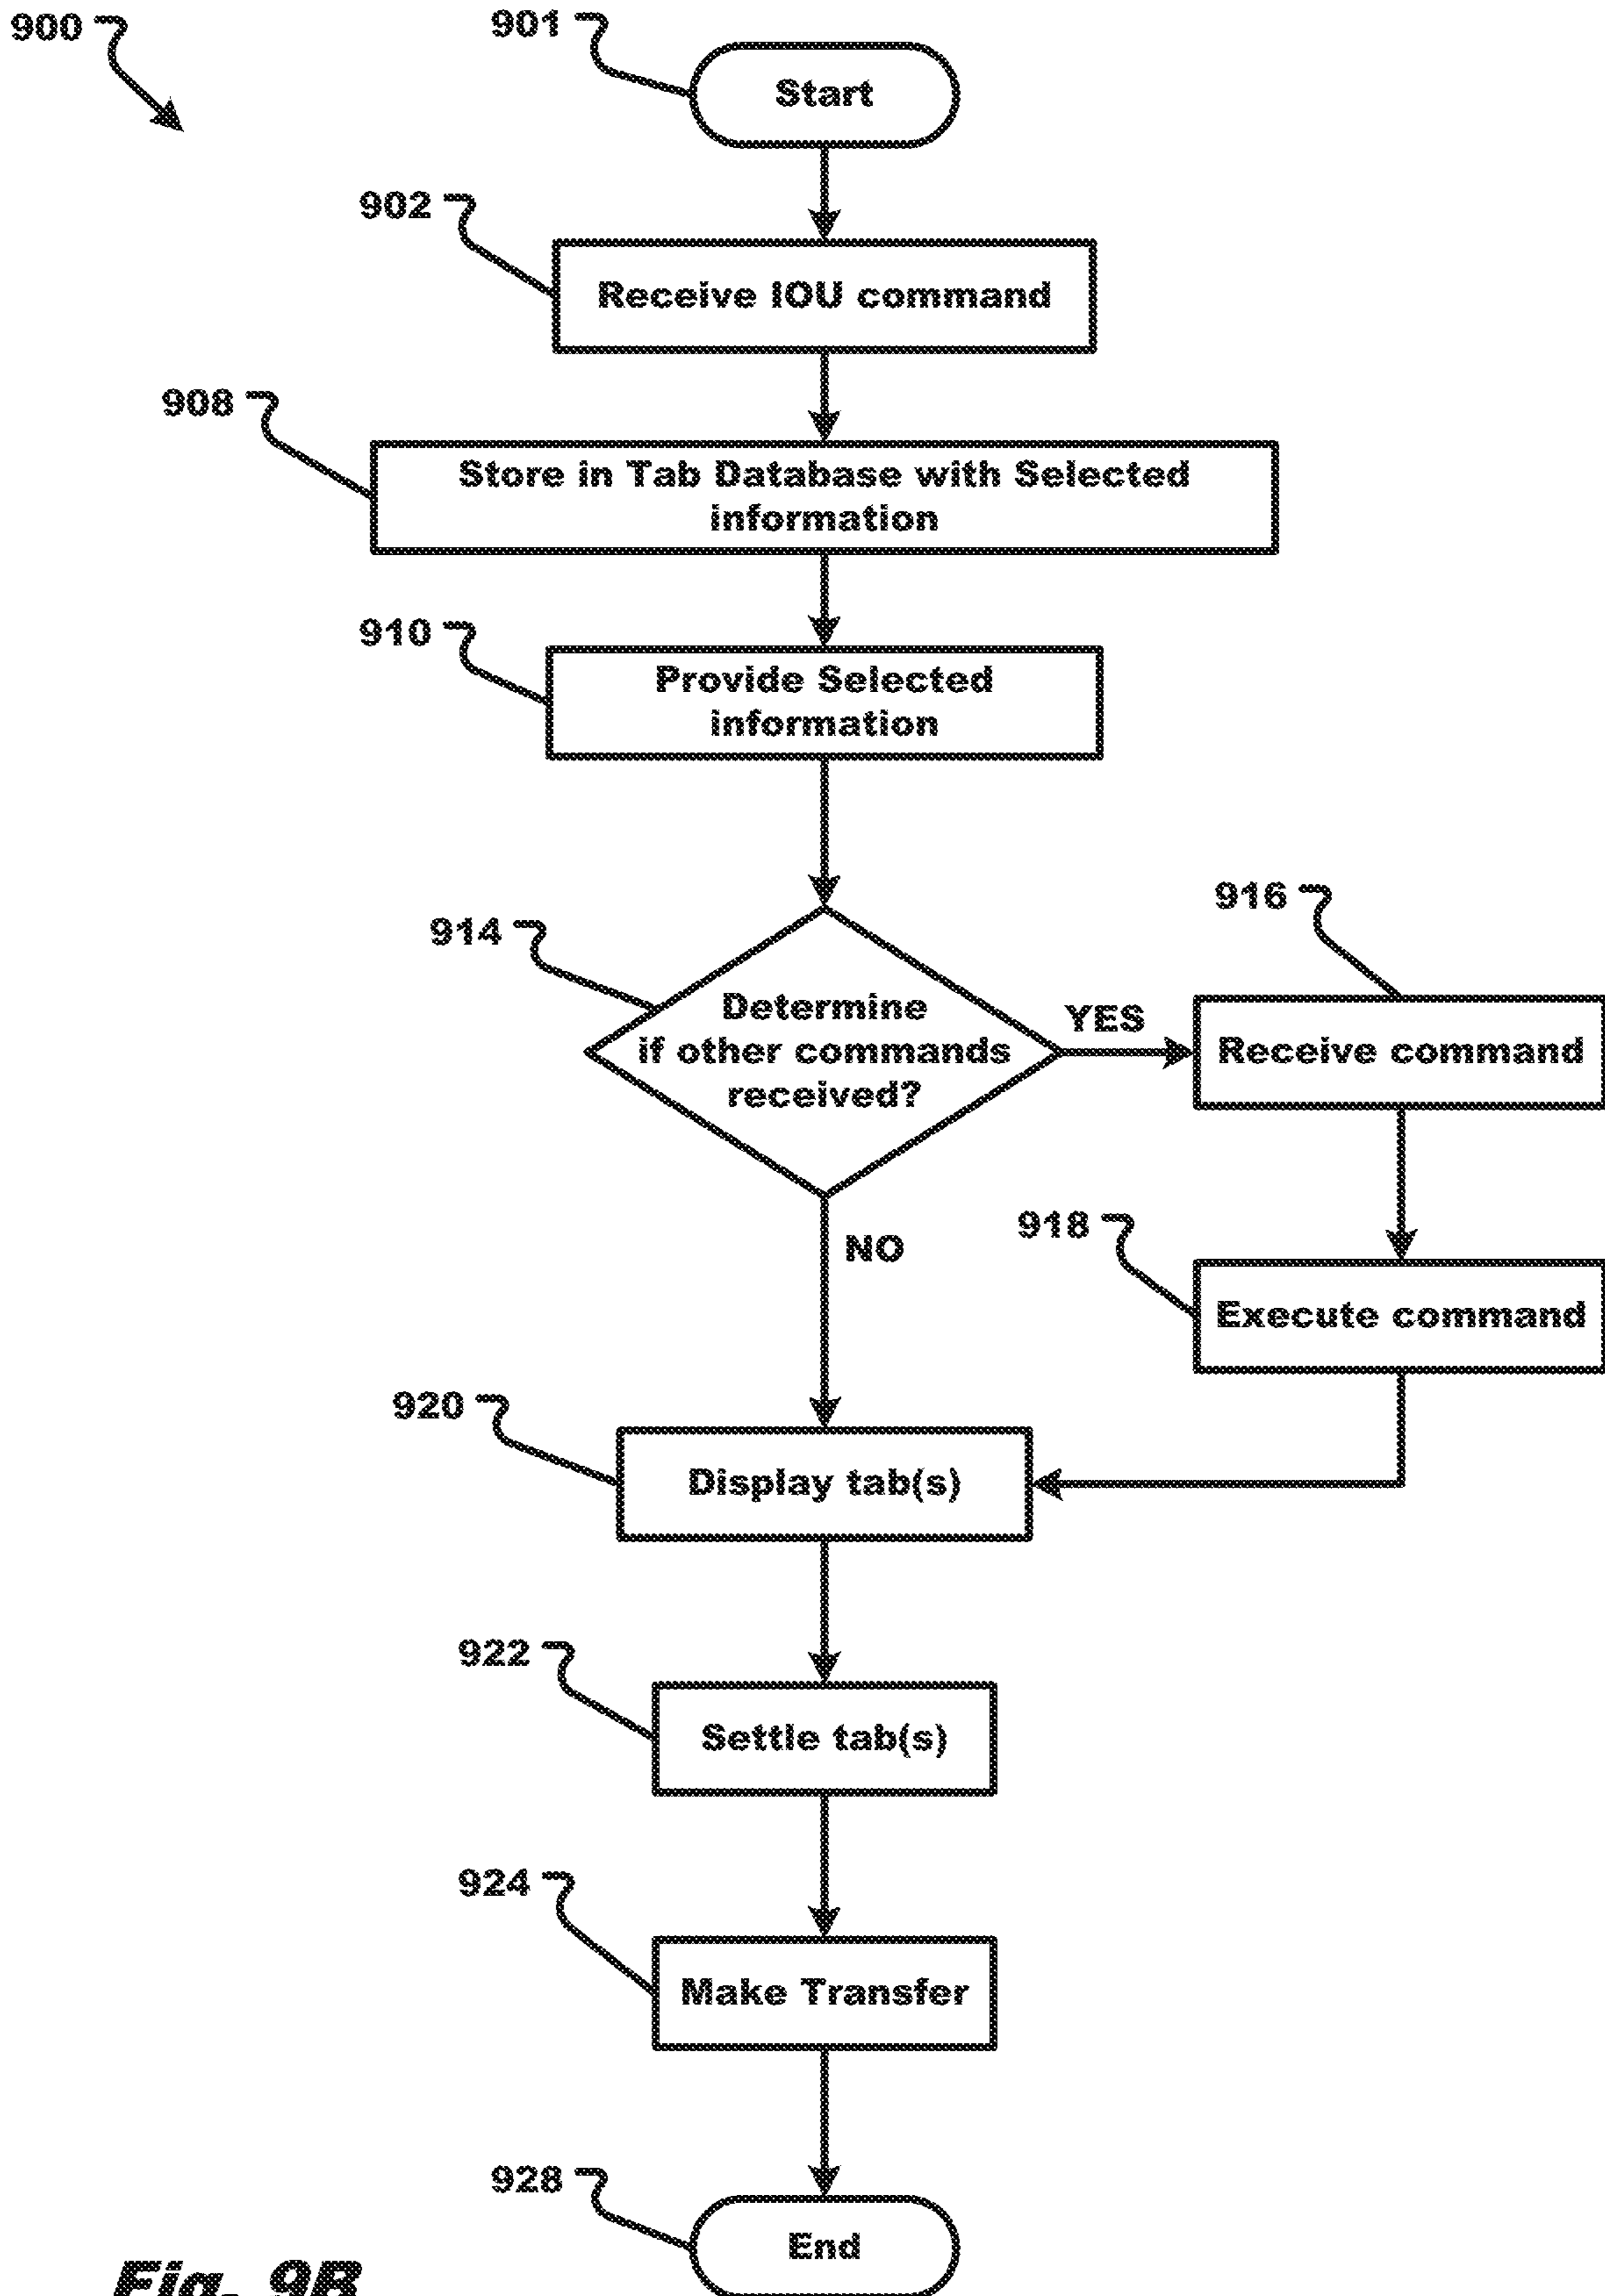 900
901
Start
902
Receive IOU command
908
Store in Tab Database with Selected
information
910
Provide Selected
information
914
Determine
if other commands
received?
YES
916
Receive command
NO
918
Execute command
920
Display tab(s)
922
Settle tab(s)
924
Make Transfer
928
End
Fig. 9B